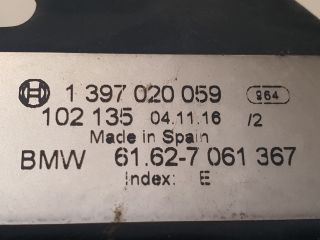 1 397 020 059 964
102 135 04.11.16 /2
Made in Spain
BMW 61.62-7 061 367
Index: E